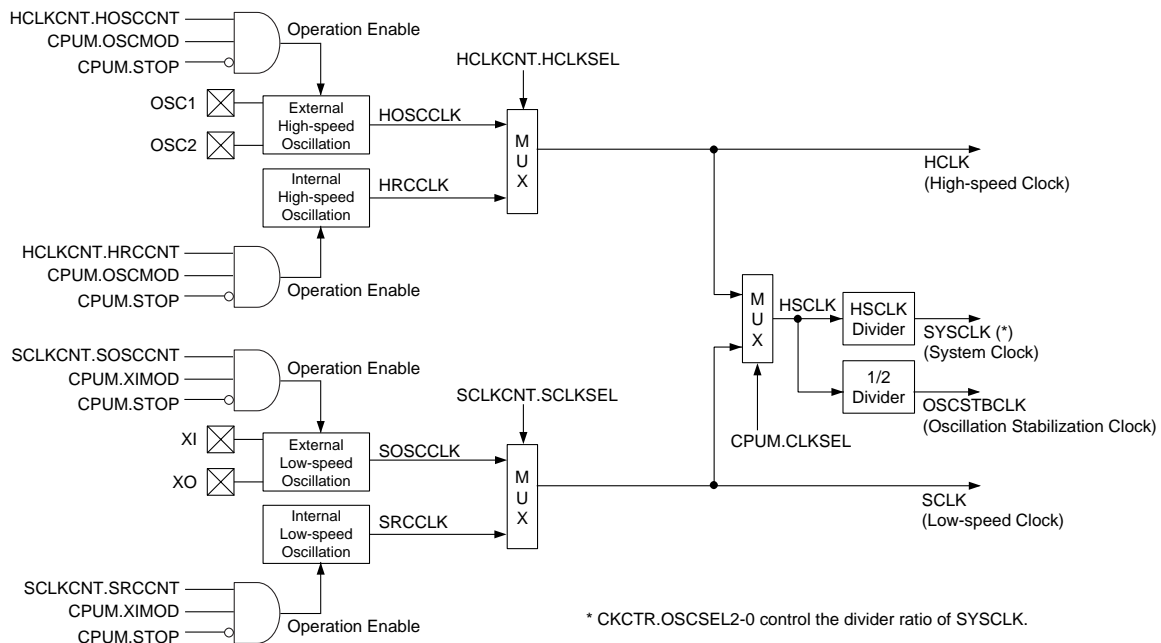 HCLKCNT.HOSCCNT
CPUM.OSCMOD
CPUM.STOP
Operation Enable
OSC1
OSC2
External
High-speed
Oscillation
HOSCCLK
HCLKCNT.HCLKSEL
M
U
X
HCLK
(High-speed Clock)
Internal
High-speed
Oscillation
HRCCLK
HCLKCNT.HRCCNT
CPUM.OSCMOD
CPUM.STOP
Operation Enable
M
U
X
HSCLK
HSCLK
Divider
SYSCLK (*)
(System Clock)
1/2
Divider
OSCSTBCLK
(Oscillation Stabilization Clock)
CPUM.CLKSEL
SCLKCNT.SOSCCNT
CPUM.XIMOD
CPUM.STOP
Operation Enable
XI
XO
External
Low-speed
Oscillation
SOSCCLK
SCLKCNT.SCLKSEL
M
U
X
SCLK
(Low-speed Clock)
Internal
Low-speed
Oscillation
SRCCLK
SCLKCNT.SRCCNT
CPUM.XIMOD
CPUM.STOP
Operation Enable
* CKCTR.OSCSEL2-0 control the divider ratio of SYSCLK.